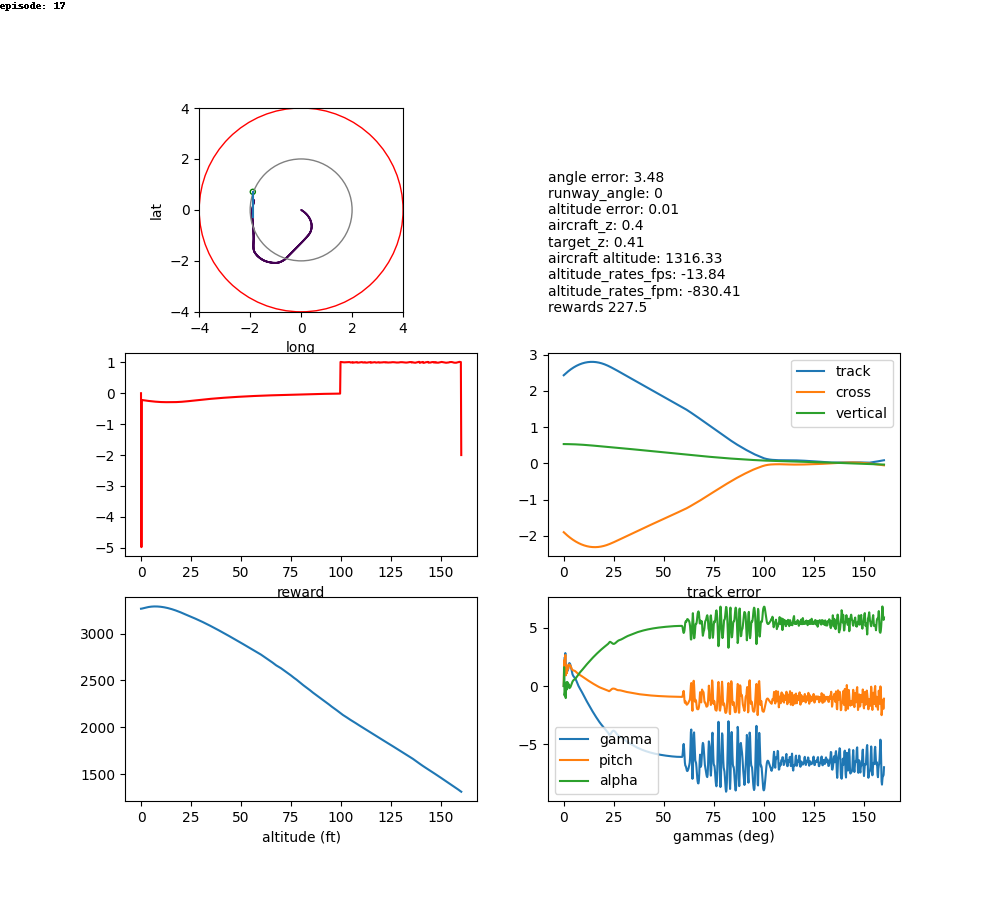 episode: 17
4
2
0
−2
−4
lat
−4 −2 0 2 4
long
angle error: 3.48
runway_angle: 0
altitude error: 0.01
aircraft_z: 0.4
target_z: 0.41
aircraft altitude: 1316.33
altitude_rates_fps: -13.84
altitude_rates_fpm: -830.41
rewards 227.5
1
0
−1
−2
−3
−4
−5
0 25 50 75 100 125 150
reward
3
2
1
0
−1
−2
track
cross
vertical
0 25 50 75 100 125 150
track error
3000
2500
2000
1500
0 25 50 75 100 125 150
altitude (ft)
5
0
−5
gamma
pitch
alpha
0 25 50 75 100 125 150
gammas (deg)